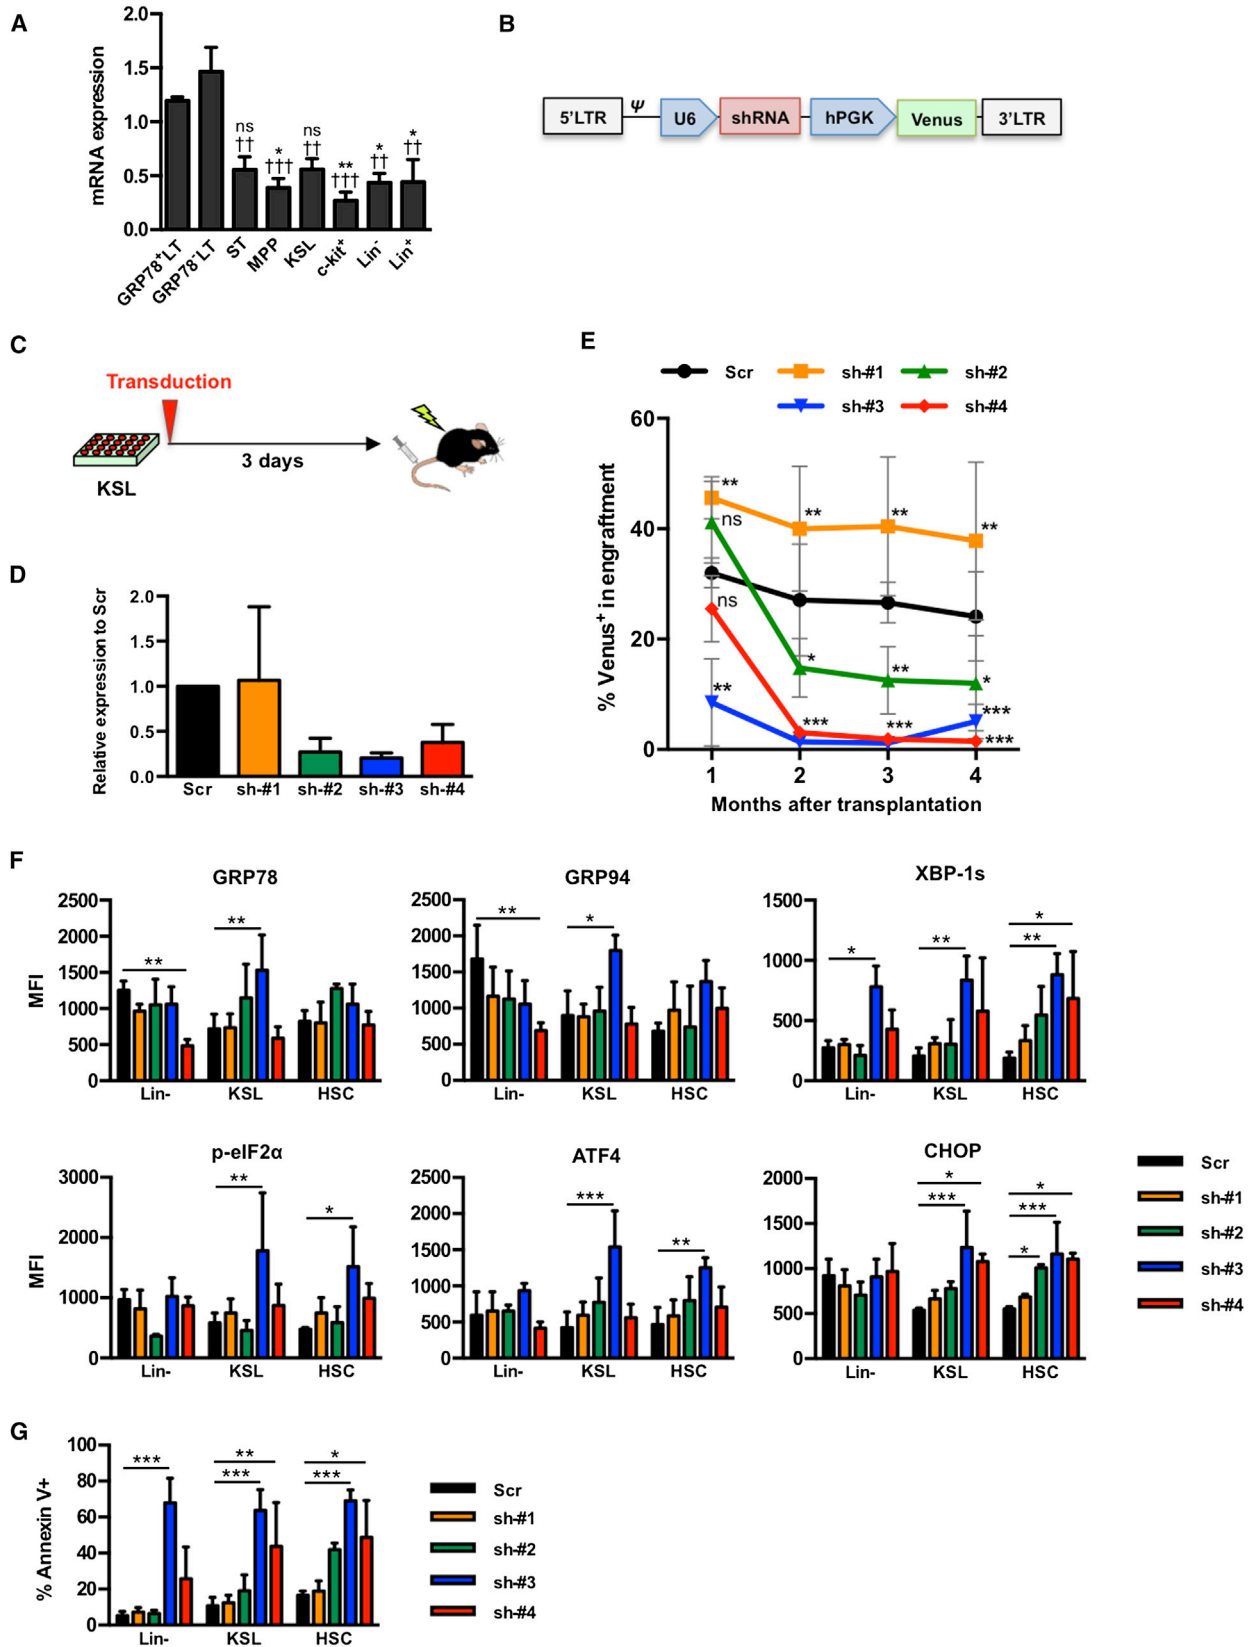 A
mRNA expression
2.0
1.5
1.0
0.5
0.0
ns
††
*
†††
ns
††
**
†††
*
††
*
††
GRP78+LT
GRP78-LT
ST
MPP
KSL
c-kit+
Lin-
Lin+
B
5'LTR
ψ
U6
shRNA
hPGK
Venus
3'LTR
C
Transduction
KSL
3 days
D
Relative expression to Scr
2.0
1.5
1.0
0.5
0.0
Scr
sh-#1
sh-#2
sh-#3
sh-#4
E
Scr
sh-#1
sh-#2
sh-#3
sh-#4
% Venus+ in engraftment
60
40
20
0
**
ns
ns
**
**
*
***
**
**
***
**
*
***
***
1
2
3
4
Months after transplantation
F
GRP78
MFI
2500
2000
1500
1000
500
0
**
**
Lin-
KSL
HSC
GRP94
2500
2000
1500
1000
500
0
**
*
Lin-
KSL
HSC
XBP-1s
1500
1000
500
0
*
**
*
**
Lin-
KSL
HSC
p-eIF2α
MFI
3000
2000
1000
0
**
*
Lin-
KSL
HSC
ATF4
2500
2000
1500
1000
500
0
***
**
Lin-
KSL
HSC
CHOP
2000
1500
1000
500
0
*
***
*
***
*
Lin-
KSL
HSC
Scr
sh-#1
sh-#2
sh-#3
sh-#4
G
% Annexin V+
100
80
60
40
20
0
***
**
***
*
***
Lin-
KSL
HSC
Scr
sh-#1
sh-#2
sh-#3
sh-#4